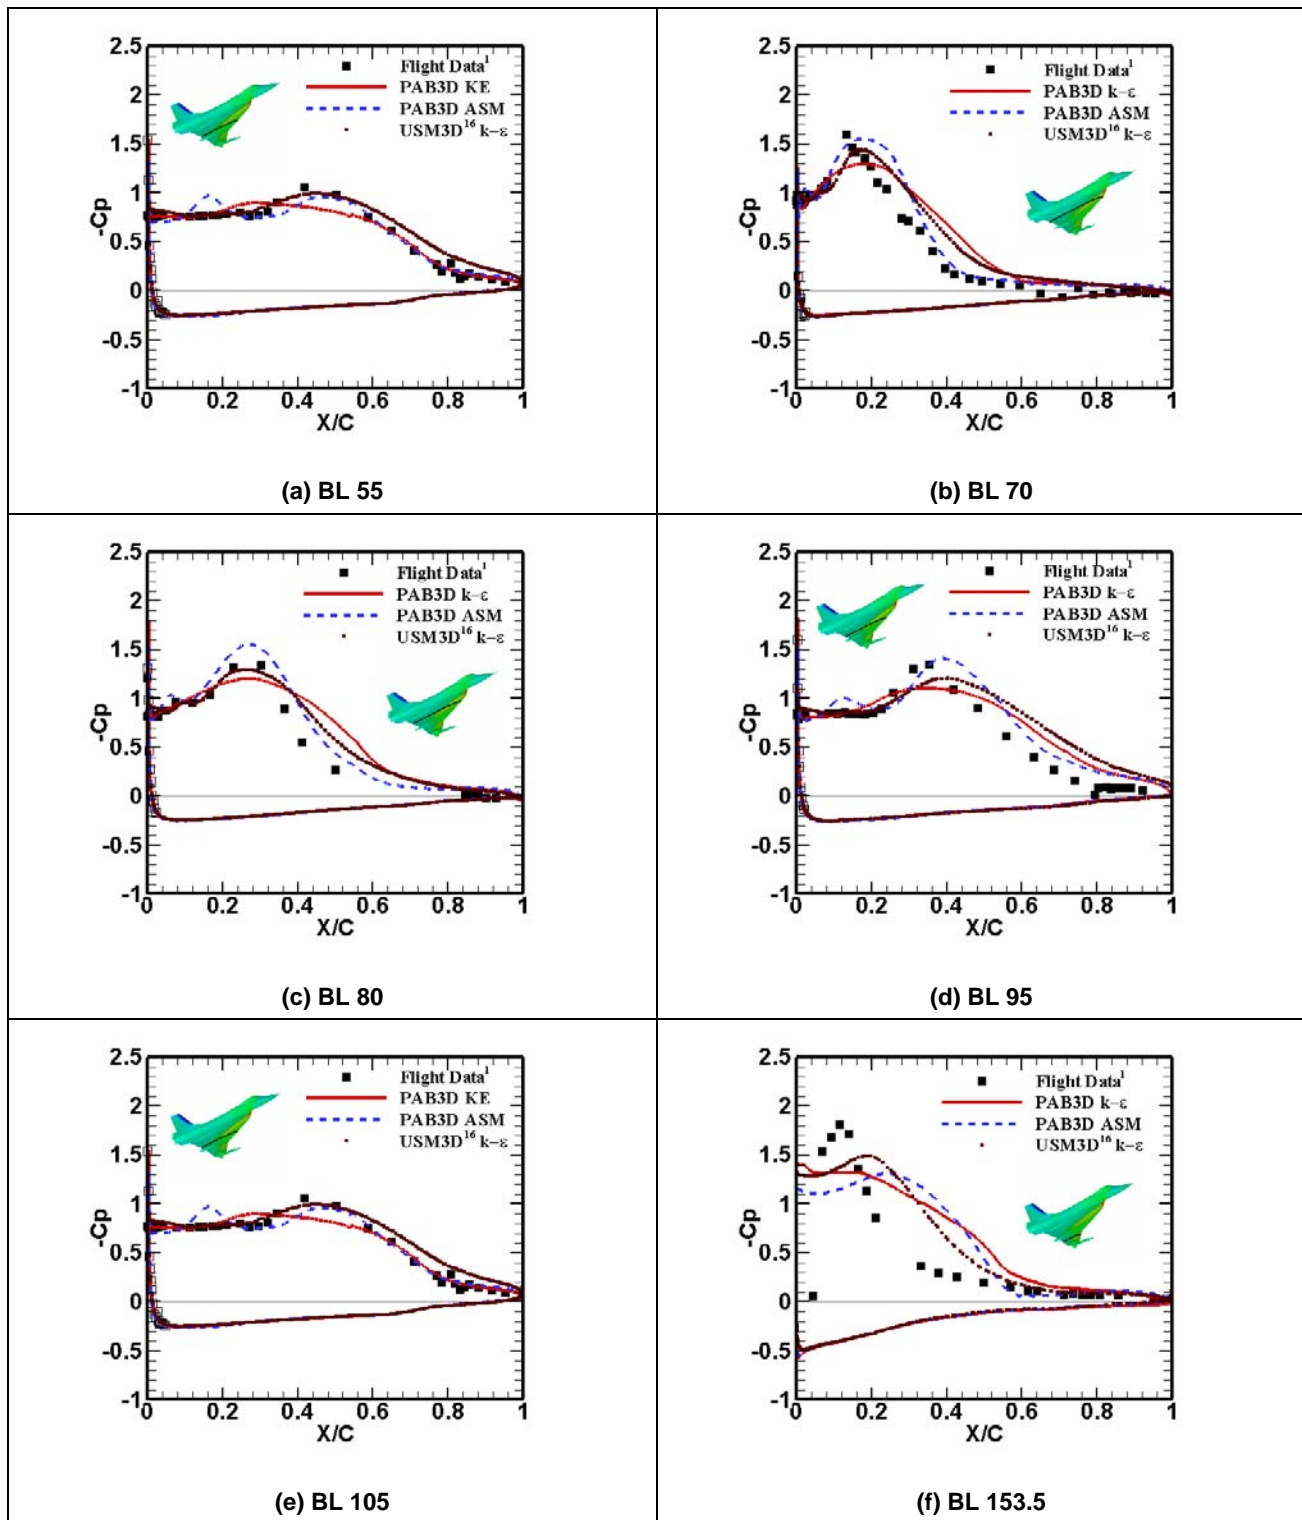 2.5
2
1.5
1
0.5
0
-0.5
-1
-Cp
Flight Data1
PAB3D KE
PAB3D ASM
USM3D16 k-ε
0 0.2 0.4 0.6 0.8 1
X/C
(a) BL 55
2.5
2
1.5
1
0.5
0
-0.5
-1
-Cp
Flight Data1
PAB3D k-ε
PAB3D ASM
USM3D16 k-ε
0 0.2 0.4 0.6 0.8 1
X/C
(b) BL 70
2.5
2
1.5
1
0.5
0
-0.5
-1
-Cp
Flight Data1
PAB3D k-ε
PAB3D ASM
USM3D16 k-ε
0 0.2 0.4 0.6 0.8 1
X/C
(c) BL 80
2.5
2
1.5
1
0.5
0
-0.5
-1
-Cp
Flight Data1
PAB3D k-ε
PAB3D ASM
USM3D16 k-ε
0 0.2 0.4 0.6 0.8 1
X/C
(d) BL 95
2.5
2
1.5
1
0.5
0
-0.5
-1
-Cp
Flight Data1
PAB3D KE
PAB3D ASM
USM3D16 k-ε
0 0.2 0.4 0.6 0.8 1
X/C
(e) BL 105
2.5
2
1.5
1
0.5
0
-0.5
-1
-Cp
Flight Data1
PAB3D k-ε
PAB3D ASM
USM3D16 k-ε
0 0.2 0.4 0.6 0.8 1
X/C
(f) BL 153.5